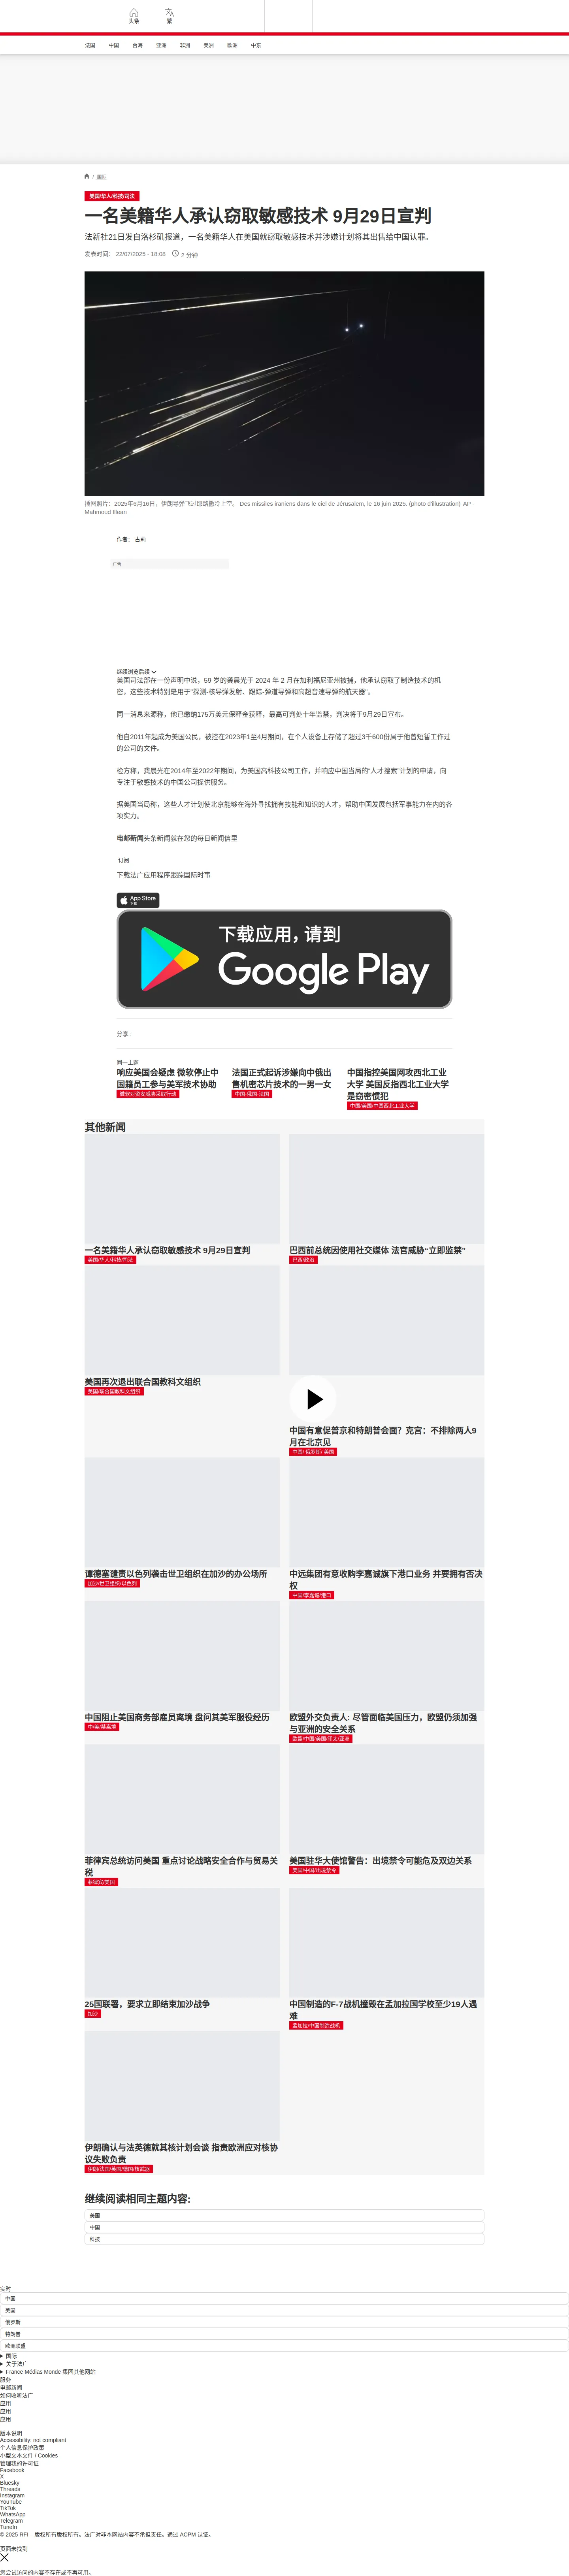 头条
繁
法国
中国
台海
亚洲
非洲
美洲
欧洲
中东
/ 国际
美国/华人/科技/司法
一名美籍华人承认窃取敏感技术 9月29日宣判
法新社21日发自洛杉矶报道，一名美籍华人在美国就窃取敏感技术并涉嫌计划将其出售给中国认罪。
发表时间： 22/07/2025 - 18:08
2 分钟
插图照片：2025年6月16日，伊朗导弹飞过耶路撒冷上空。 Des missiles iraniens dans le ciel de Jérusalem, le 16 juin 2025. (photo d'illustration) AP -
Mahmoud Illean
作者： 古莉
广告
继续浏览后续
美国司法部在一份声明中说，59 岁的龚晨光于 2024 年 2 月在加利福尼亚州被捕，他承认窃取了制造技术的机
密，这些技术特别是用于“探测-核导弹发射、跟踪-弹道导弹和高超音速导弹的航天器”。
同一消息来源称，他已缴纳175万美元保释金获释，最高可判处十年监禁，判决将于9月29日宣布。
他自2011年起成为美国公民，被控在2023年1至4月期间，在个人设备上存储了超过3千600份属于他曾短暂工作过
的公司的文件。
检方称，龚晨光在2014年至2022年期间，为美国高科技公司工作，并响应中国当局的“人才搜索”计划的申请，向
专注于敏感技术的中国公司提供服务。
据美国当局称，这些人才计划使北京能够在海外寻找拥有技能和知识的人才，帮助中国发展包括军事能力在内的各
项实力。
电邮新闻头条新闻就在您的每日新闻信里
订阅
下载法广应用程序跟踪国际时事
App Store
下载
下载应用，请到
Google Play
分享 :
同一主题
响应美国会疑虑 微软停止中
国籍员工参与美军技术协助
微软对资安威胁采取行动
法国正式起诉涉嫌向中俄出
售机密芯片技术的一男一女
中国-俄国-法国
中国指控美国网攻西北工业
大学 美国反指西北工业大学
是窃密惯犯
中国/美国/中国西北工业大学
其他新闻
一名美籍华人承认窃取敏感技术 9月29日宣判
美国/华人/科技/司法
巴西前总统因使用社交媒体 法官威胁“立即监禁”
巴西/政治
美国再次退出联合国教科文组织
美国/联合国教科文组织
中国有意促普京和特朗普会面？克宫：不排除两人9
月在北京见
中国/ 俄罗斯/ 美国
谭德塞谴责以色列袭击世卫组织在加沙的办公场所
加沙/世卫组织/以色列
中远集团有意收购李嘉诚旗下港口业务 并要拥有否决
权
中国/李嘉诚/港口
中国阻止美国商务部雇员离境 盘问其美军服役经历
中/美/禁离境
欧盟外交负责人: 尽管面临美国压力，欧盟仍须加强
与亚洲的安全关系
欧盟/中国/美国/印太/亚洲
菲律宾总统访问美国 重点讨论战略安全合作与贸易关
税
菲律宾/美国
美国驻华大使馆警告：出境禁令可能危及双边关系
美国/中国/出境禁令
25国联署，要求立即结束加沙战争
加沙
中国制造的F-7战机撞毁在孟加拉国学校至少19人遇
难
孟加拉/中国制造战机
伊朗确认与法英德就其核计划会谈 指责欧洲应对核协
议失败负责
伊朗/法国/英国/德国/核武器
继续阅读相同主题内容:
美国
中国
科技
实时
中国
美国
俄罗斯
特朗普
欧洲联盟
国际
关于法广
France Médias Monde 集团其他网站
服务
电邮新闻
如何收听法广
应用
应用
应用
版本说明
Accessibility: not compliant
个人信息保护政策
小型文本文件 / Cookies
管理我的许可证
Facebook
X
Bluesky
Threads
Instagram
YouTube
TikTok
WhatsApp
Telegram
TuneIn
© 2025 RFI – 版权所有版权所有。法广对非本网站内容不承担责任。通过 ACPM 认证。
页面未找到
您尝试访问的内容不存在或不再可用。